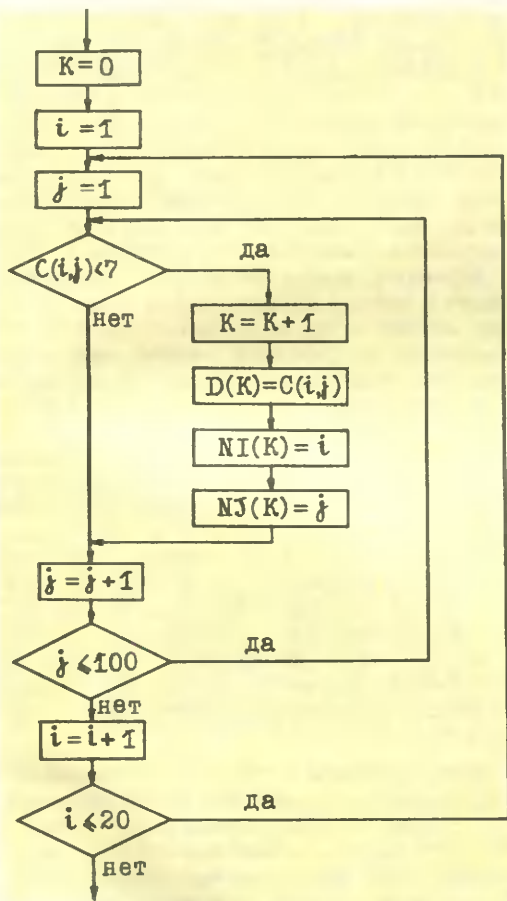 K=0
i=1
j=1
C(i,j)<7
да
нет
K=K+1
D(K)=C(i,j)
NI(K)=i
NJ(K)=j
j=j+1
j⩽100
да
нет
i=i+1
i⩽20
да
нет